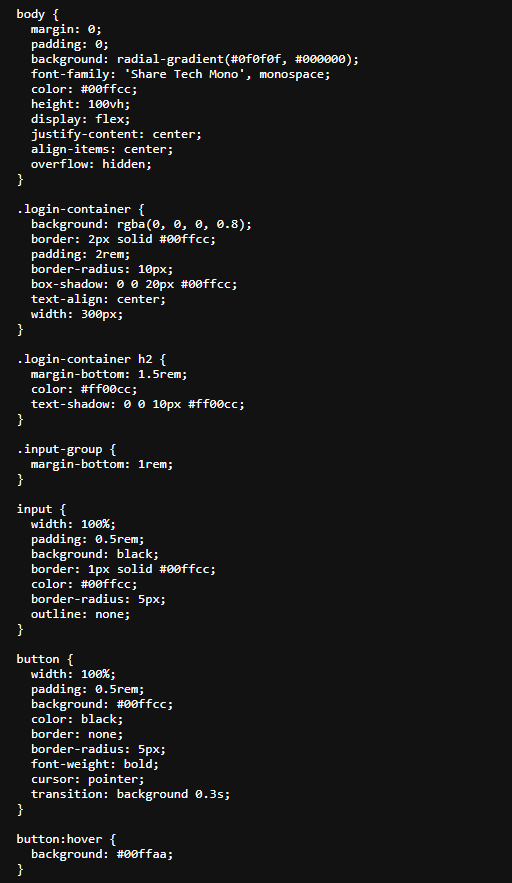 body {
  margin: 0;
  padding: 0;
  background: radial-gradient(#0f0f0f, #000000);
  font-family: 'Share Tech Mono', monospace;
  color: #00ffcc;
  height: 100vh;
  display: flex;
  justify-content: center;
  align-items: center;
  overflow: hidden;
}

.login-container {
  background: rgba(0, 0, 0, 0.8);
  border: 2px solid #00ffcc;
  padding: 2rem;
  border-radius: 10px;
  box-shadow: 0 0 20px #00ffcc;
  text-align: center;
  width: 300px;
}

.login-container h2 {
  margin-bottom: 1.5rem;
  color: #ff00cc;
  text-shadow: 0 0 10px #ff00cc;
}

.input-group {
  margin-bottom: 1rem;
}

input {
  width: 100%;
  padding: 0.5rem;
  background: black;
  border: 1px solid #00ffcc;
  color: #00ffcc;
  border-radius: 5px;
  outline: none;
}

button {
  width: 100%;
  padding: 0.5rem;
  background: #00ffcc;
  color: black;
  border: none;
  border-radius: 5px;
  font-weight: bold;
  cursor: pointer;
  transition: background 0.3s;
}

button:hover {
  background: #00ffaa;
}